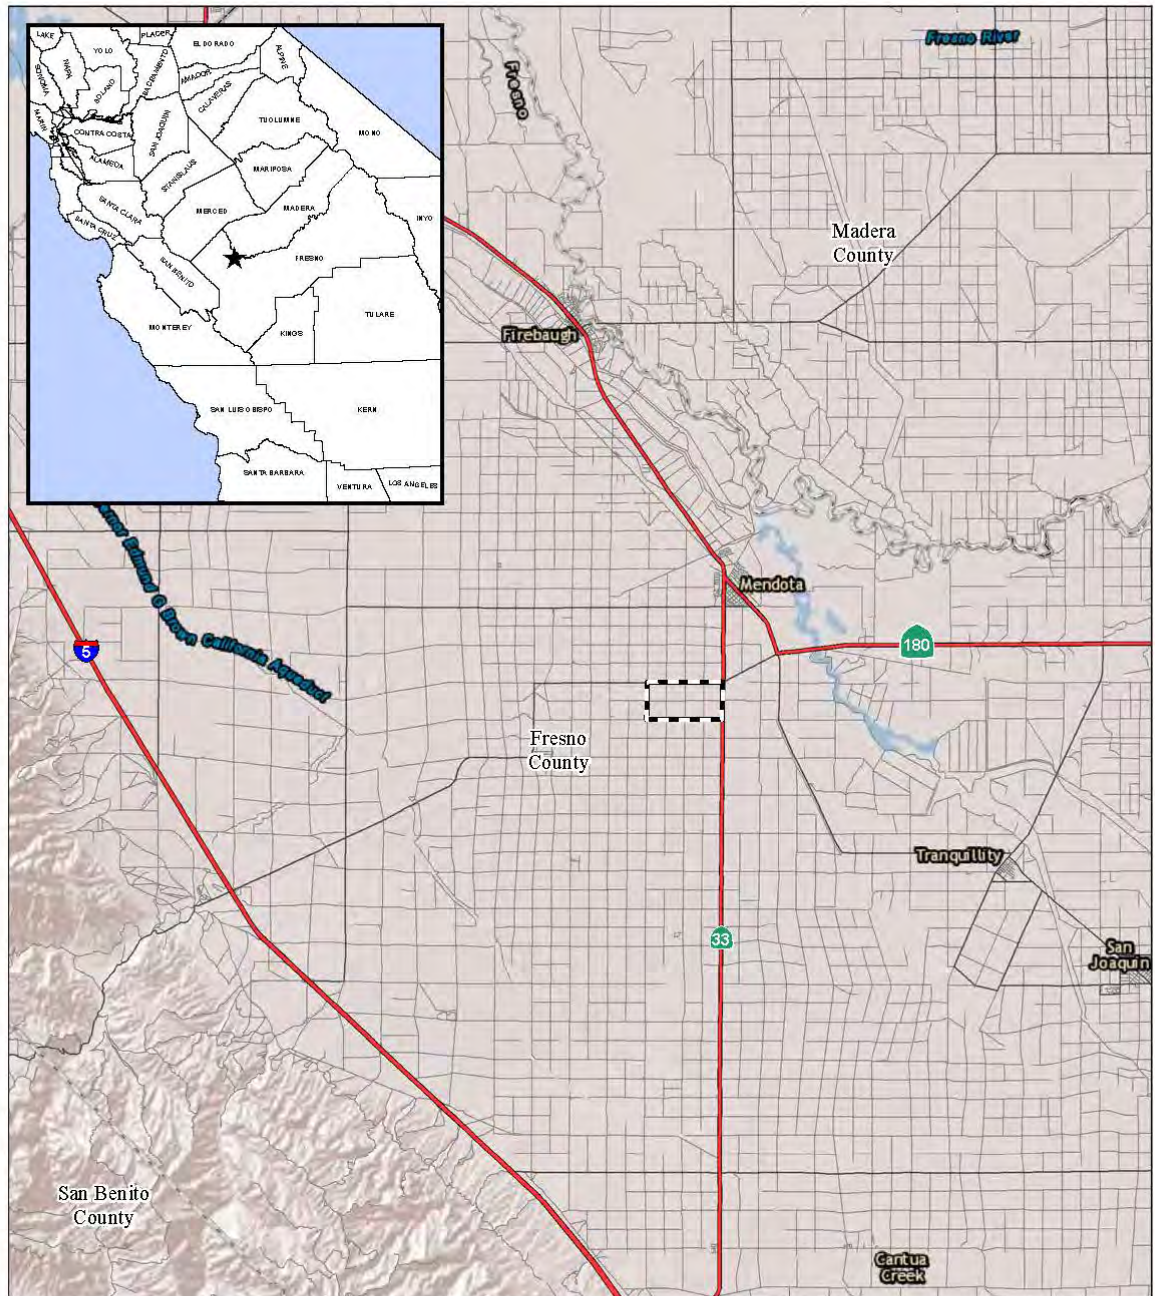 LAKE
PLACER
YOLO
EL DORADO
ALPINE
NAPA
SONOMA
SACRAMENTO
AMADOR
SOLANO
CALAVERAS
MARIN
TUOLUMNE
MONO
CONTRA COSTA
SAN JOAQUIN
ALAMEDA
STANISLAUS
MARIPOSA
SANTA CLARA
MERCED
MADERA
INYO
SANTA CRUZ
SAN BENITO
FRESNO
MONTEREY
KINGS
TULARE
SAN LUIS OBISPO
KERN
SANTA BARBARA
VENTURA
LOS ANGELES
Fresno River
Fresno
Madera
County
Firebaugh
ernor Edmund G Brown California Aqueduct
Mendota
5
180
Fresno
County
Tranquillity
33
San
Joaquin
San Benito
County
Cantua
Creek